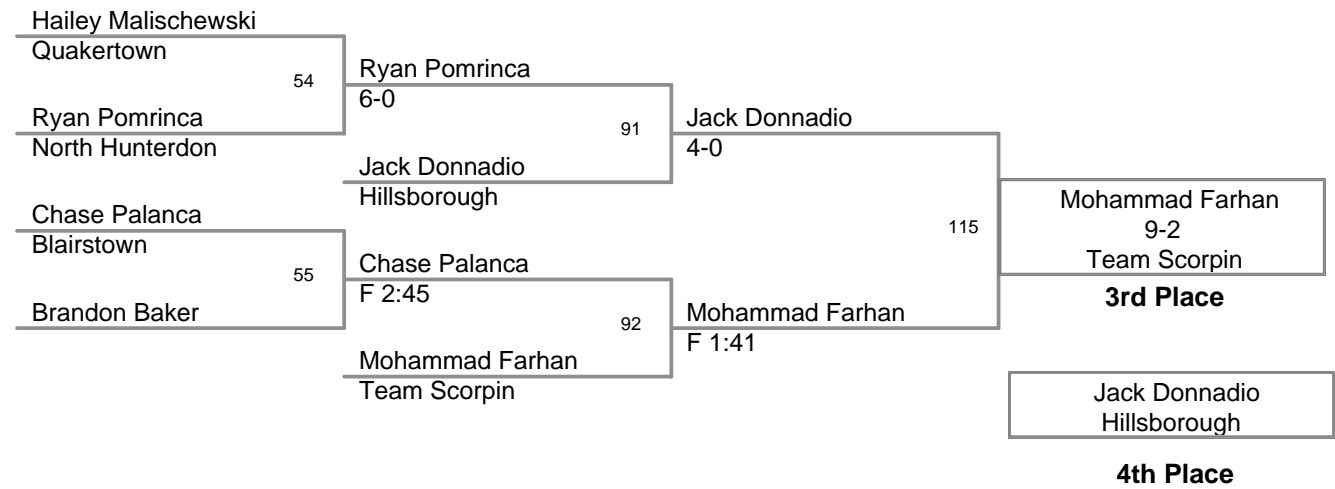 Hailey Malischewski
Quakertown
54
Ryan Pomrinca
6-0
Ryan Pomrinca
North Hunterdon
91
Jack Donnadio
4-0
Jack Donnadio
Hillsborough
Chase Palanca
Blairstown
115
Mohammad Farhan
9-2
Team Scorpin
3rd Place
55
Chase Palanca
F 2:45
Brandon Baker
92
Mohammad Farhan
F 1:41
Mohammad Farhan
Team Scorpin
Jack Donnadio
Hillsborough
4th Place